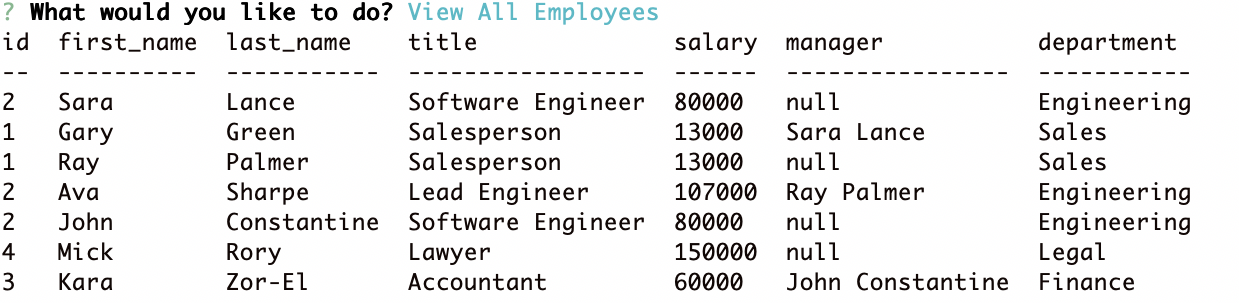 ? What would you like to do? View All Employees
id  first_name  last_name    title              salary  manager           department
--  ----------  -----------  -----------------  ------  ----------------  -----------
2   Sara        Lance        Software Engineer  80000   null              Engineering
1   Gary        Green        Salesperson        13000   Sara Lance        Sales
1   Ray         Palmer       Salesperson        13000   null              Sales
2   Ava         Sharpe       Lead Engineer      107000  Ray Palmer        Engineering
2   John        Constantine  Software Engineer  80000   null              Engineering
4   Mick        Rory         Lawyer             150000  null              Legal
3   Kara        Zor-El       Accountant         60000   John Constantine  Finance